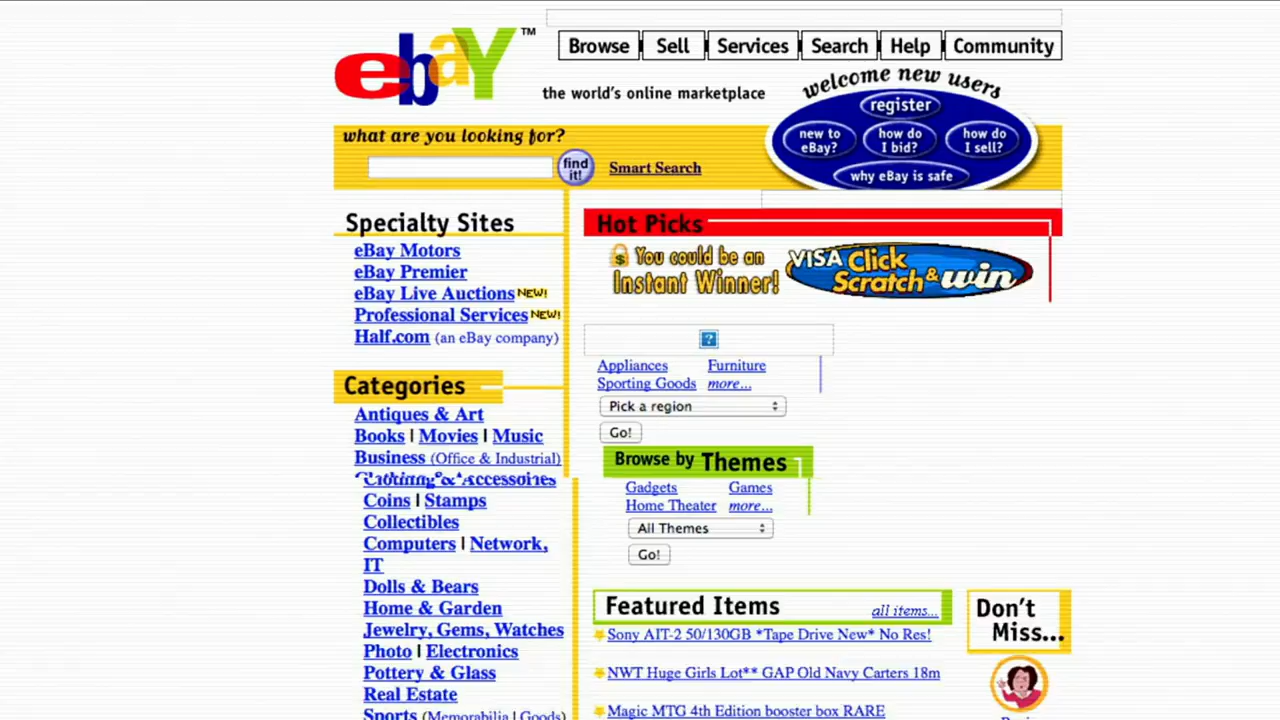 ebaY™
Browse Sell Services Search Help Community
the world's online marketplace
welcome new users
register
new to eBay?
how do I bid?
how do I sell?
why eBay is safe
what are you looking for?
find it!
Smart Search
Specialty Sites
eBay Motors
eBay Premier
eBay Live Auctions NEW!
Professional Services NEW!
Half.com (an eBay company)
Categories
Antiques & Art
Books | Movies | Music
Business (Office & Industrial)
Clothing & Accessories
Coins | Stamps
Collectibles
Computers | Network,
IT
Dolls & Bears
Home & Garden
Jewelry, Gems, Watches
Photo | Electronics
Pottery & Glass
Real Estate
Sports (Memorabilia | Goods)
Hot Picks
You could be an
Instant Winner!
VISA Click
Scratch & win
?
Appliances Furniture
Sporting Goods more...
Pick a region
Go!
Browse by Themes
Gadgets Games
Home Theater more...
All Themes
Go!
Featured Items all items...
Sony AIT-2 50/130GB *Tape Drive New* No Res!
NWT Huge Girls Lot** GAP Old Navy Carters 18m
Magic MTG 4th Edition booster box RARE
Don't
Miss...